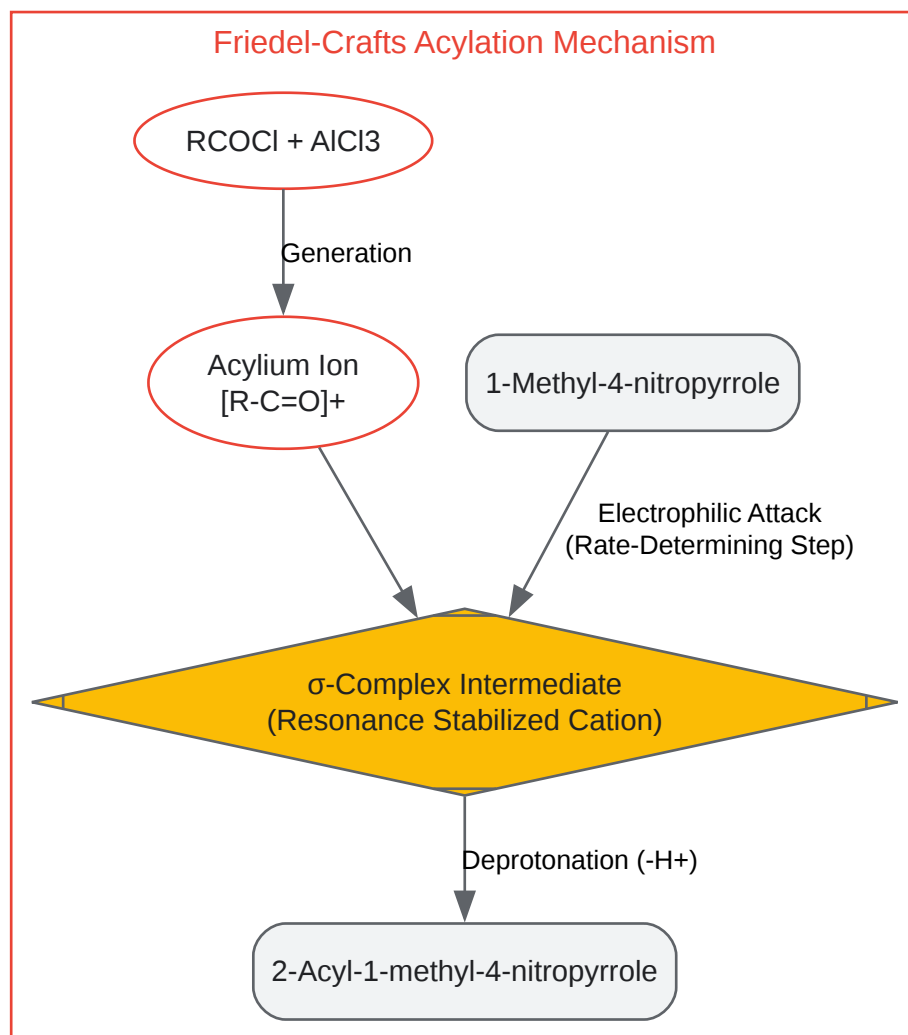 Friedel-Crafts Acylation Mechanism
RCOCl + AlCl3
Generation
Acylium Ion
[R-C=O]+
1-Methyl-4-nitropyrrole
Electrophilic Attack
(Rate-Determining Step)
σ-Complex Intermediate
(Resonance Stabilized Cation)
Deprotonation (-H+)
2-Acyl-1-methyl-4-nitropyrrole